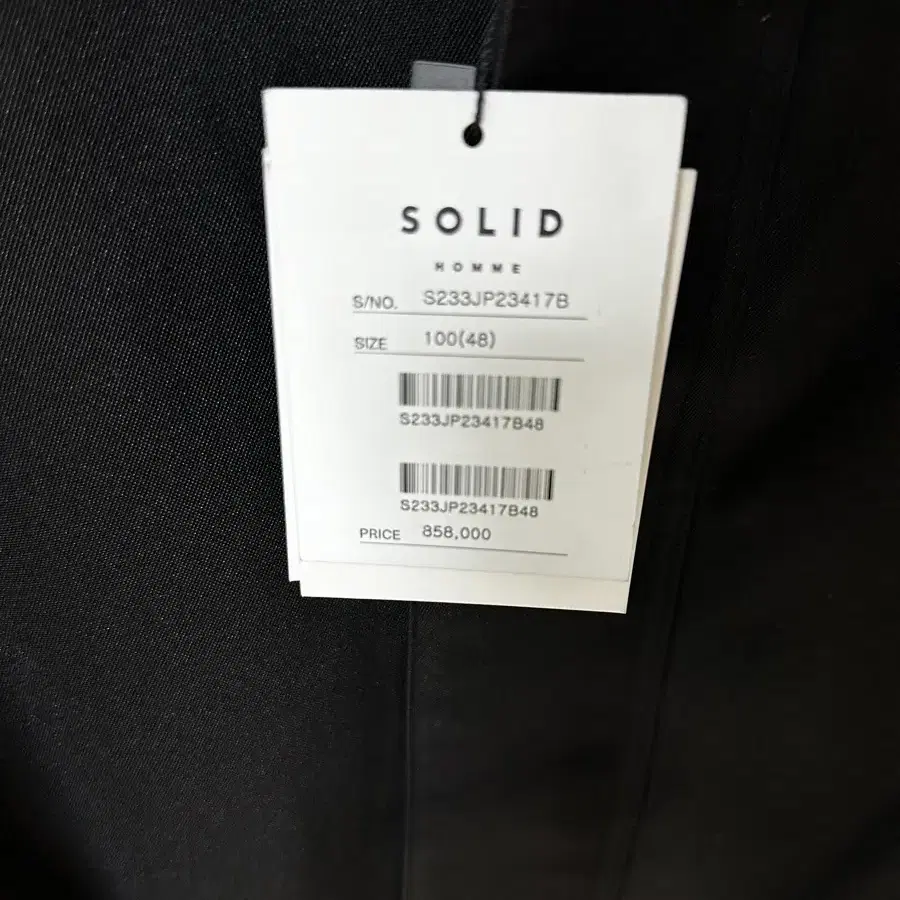 SOLID
HOMME
S/NO. S233JP23417B
SIZE 100(48)
S233JP23417B48
S233JP23417B48
PRICE 858,000